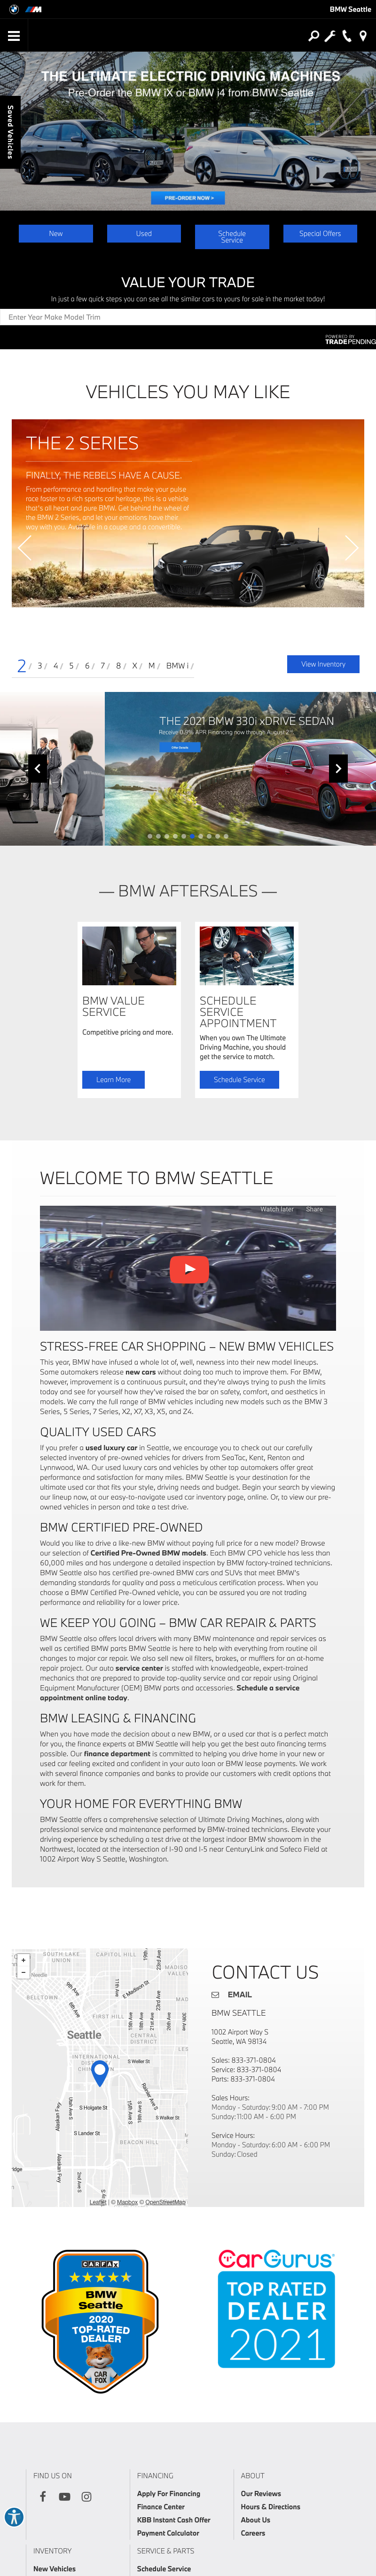 BMW Seattle
Saved Vehicles
THE ULTIMATE ELECTRIC DRIVING MACHINES
Pre-Order the BMW iX or BMW i4 from BMW Seattle
PRE-ORDER NOW >
New
Used
Schedule
Service
Special Offers
VALUE YOUR TRADE
In just a few quick steps you can see all the similar cars to yours for sale in the market today!
Enter Year Make Model Trim
POWERED BY
TRADEPENDING
VEHICLES YOU MAY LIKE
THE 2 SERIES
FINALLY, THE REBELS HAVE A CAUSE.
From performance and handling that make your pulse
race faster to a rich sports car heritage, this is a vehicle
that's all heart and pure BMW. Get behind the wheel of
the BMW 2 Series, and let your emotions have their
way with you. Available in a coupe and a convertible.
2 / 3 / 4 / 5 / 6 / 7 / 8 / X / M / BMW i /
View Inventory
THE 2021 BMW 330i xDRIVE SEDAN
Receive 0.9% APR Financing now through August 2
Offer Details
— BMW AFTERSALES —
BMW VALUE
SERVICE
Competitive pricing and more.
Learn More
SCHEDULE
SERVICE
APPOINTMENT
When you own The Ultimate
Driving Machine, you should
get the service to match.
Schedule Service
WELCOME TO BMW SEATTLE
Watch later
Share
STRESS-FREE CAR SHOPPING – NEW BMW VEHICLES
This year, BMW have infused a whole lot of, well, newness into their new model lineups.
Some automakers release new cars without doing too much to improve them. For BMW,
however, improvement is a continuous pursuit, and they're always trying to push the limits
today and see for yourself how they've raised the bar on safety, comfort, and aesthetics in
models. We carry the full range of BMW vehicles including new models such as the BMW 3
Series, 5 Series, 7 Series, X2, X7, X3, X5, and Z4.
QUALITY USED CARS
If you prefer a used luxury car in Seattle, we encourage you to check out our carefully
selected inventory of pre-owned vehicles for drivers from SeaTac, Kent, Renton and
Lynnwood, WA. Our used luxury cars and vehicles by other top automakers offer great
performance and satisfaction for many miles. BMW Seattle is your destination for the
ultimate used car that fits your style, driving needs and budget. Begin your search by viewing
our lineup now, at our easy-to-navigate used car inventory page, online. Or, to view our pre-
owned vehicles in person and take a test drive.
BMW CERTIFIED PRE-OWNED
Would you like to drive a like-new BMW without paying full price for a new model? Browse
our selection of Certified Pre-Owned BMW models. Each BMW CPO vehicle has less than
60,000 miles and has undergone a detailed inspection by BMW factory-trained technicians.
BMW Seattle also has certified pre-owned BMW cars and SUVs that meet BMW's
demanding standards for quality and pass a meticulous certification process. When you
choose a BMW Certified Pre-Owned vehicle, you can be assured you are not trading
performance and reliability for a lower price.
WE KEEP YOU GOING – BMW CAR REPAIR & PARTS
BMW Seattle also offers local drivers with many BMW maintenance and repair services as
well as certified BMW parts BMW Seattle is here to help with everything from routine oil
changes to major car repair. We also sell new oil filters, brakes, or mufflers for an at-home
repair project. Our auto service center is staffed with knowledgeable, expert-trained
mechanics that are prepared to provide top-quality service and car repair using Original
Equipment Manufacturer (OEM) BMW parts and accessories. Schedule a service
appointment online today.
BMW LEASING & FINANCING
When you have made the decision about a new BMW, or a used car that is a perfect match
for you, the finance experts at BMW Seattle will help you get the best auto financing terms
possible. Our finance department is committed to helping you drive home in your new or
used car feeling excited and confident in your auto loan or BMW lease payments. We work
with several finance companies and banks to provide our customers with credit options that
work for them.
YOUR HOME FOR EVERYTHING BMW
BMW Seattle offers a comprehensive selection of Ultimate Driving Machines, along with
professional service and maintenance performed by BMW-trained technicians. Elevate your
driving experience by scheduling a test drive at the largest indoor BMW showroom in the
Northwest, located at the intersection of I-90 and I-5 near CenturyLink and Safeco Field at
1002 Airport Way S Seattle, Washington.
Seattle
BELLTOWN
CAPITOL HILL
FIRST HILL
CENTRAL
DISTRICT
INTERNATIONAL
BEACON HILL
E Madison St
S Weller St
S Holgate St
S Walker St
S Lander St
Rainier Ave S
Leaflet | © Mapbox © OpenStreetMap
CONTACT US
EMAIL
BMW SEATTLE
1002 Airport Way S
Seattle, WA 98134
Sales: 833-371-0804
Service: 833-371-0804
Parts: 833-371-0804
Sales Hours:
Monday - Saturday: 9:00 AM - 7:00 PM
Sunday: 11:00 AM - 6:00 PM
Service Hours:
Monday - Saturday: 6:00 AM - 6:00 PM
Sunday: Closed
CARFAX
BMW
Seattle
2020
TOP-RATED
DEALER
CAR
FOX
CarGurus
TOP RATED
DEALER
2021
FIND US ON
FINANCING
Apply For Financing
Finance Center
KBB Instant Cash Offer
Payment Calculator
ABOUT
Our Reviews
Hours & Directions
About Us
Careers
INVENTORY
New Vehicles
SERVICE & PARTS
Schedule Service